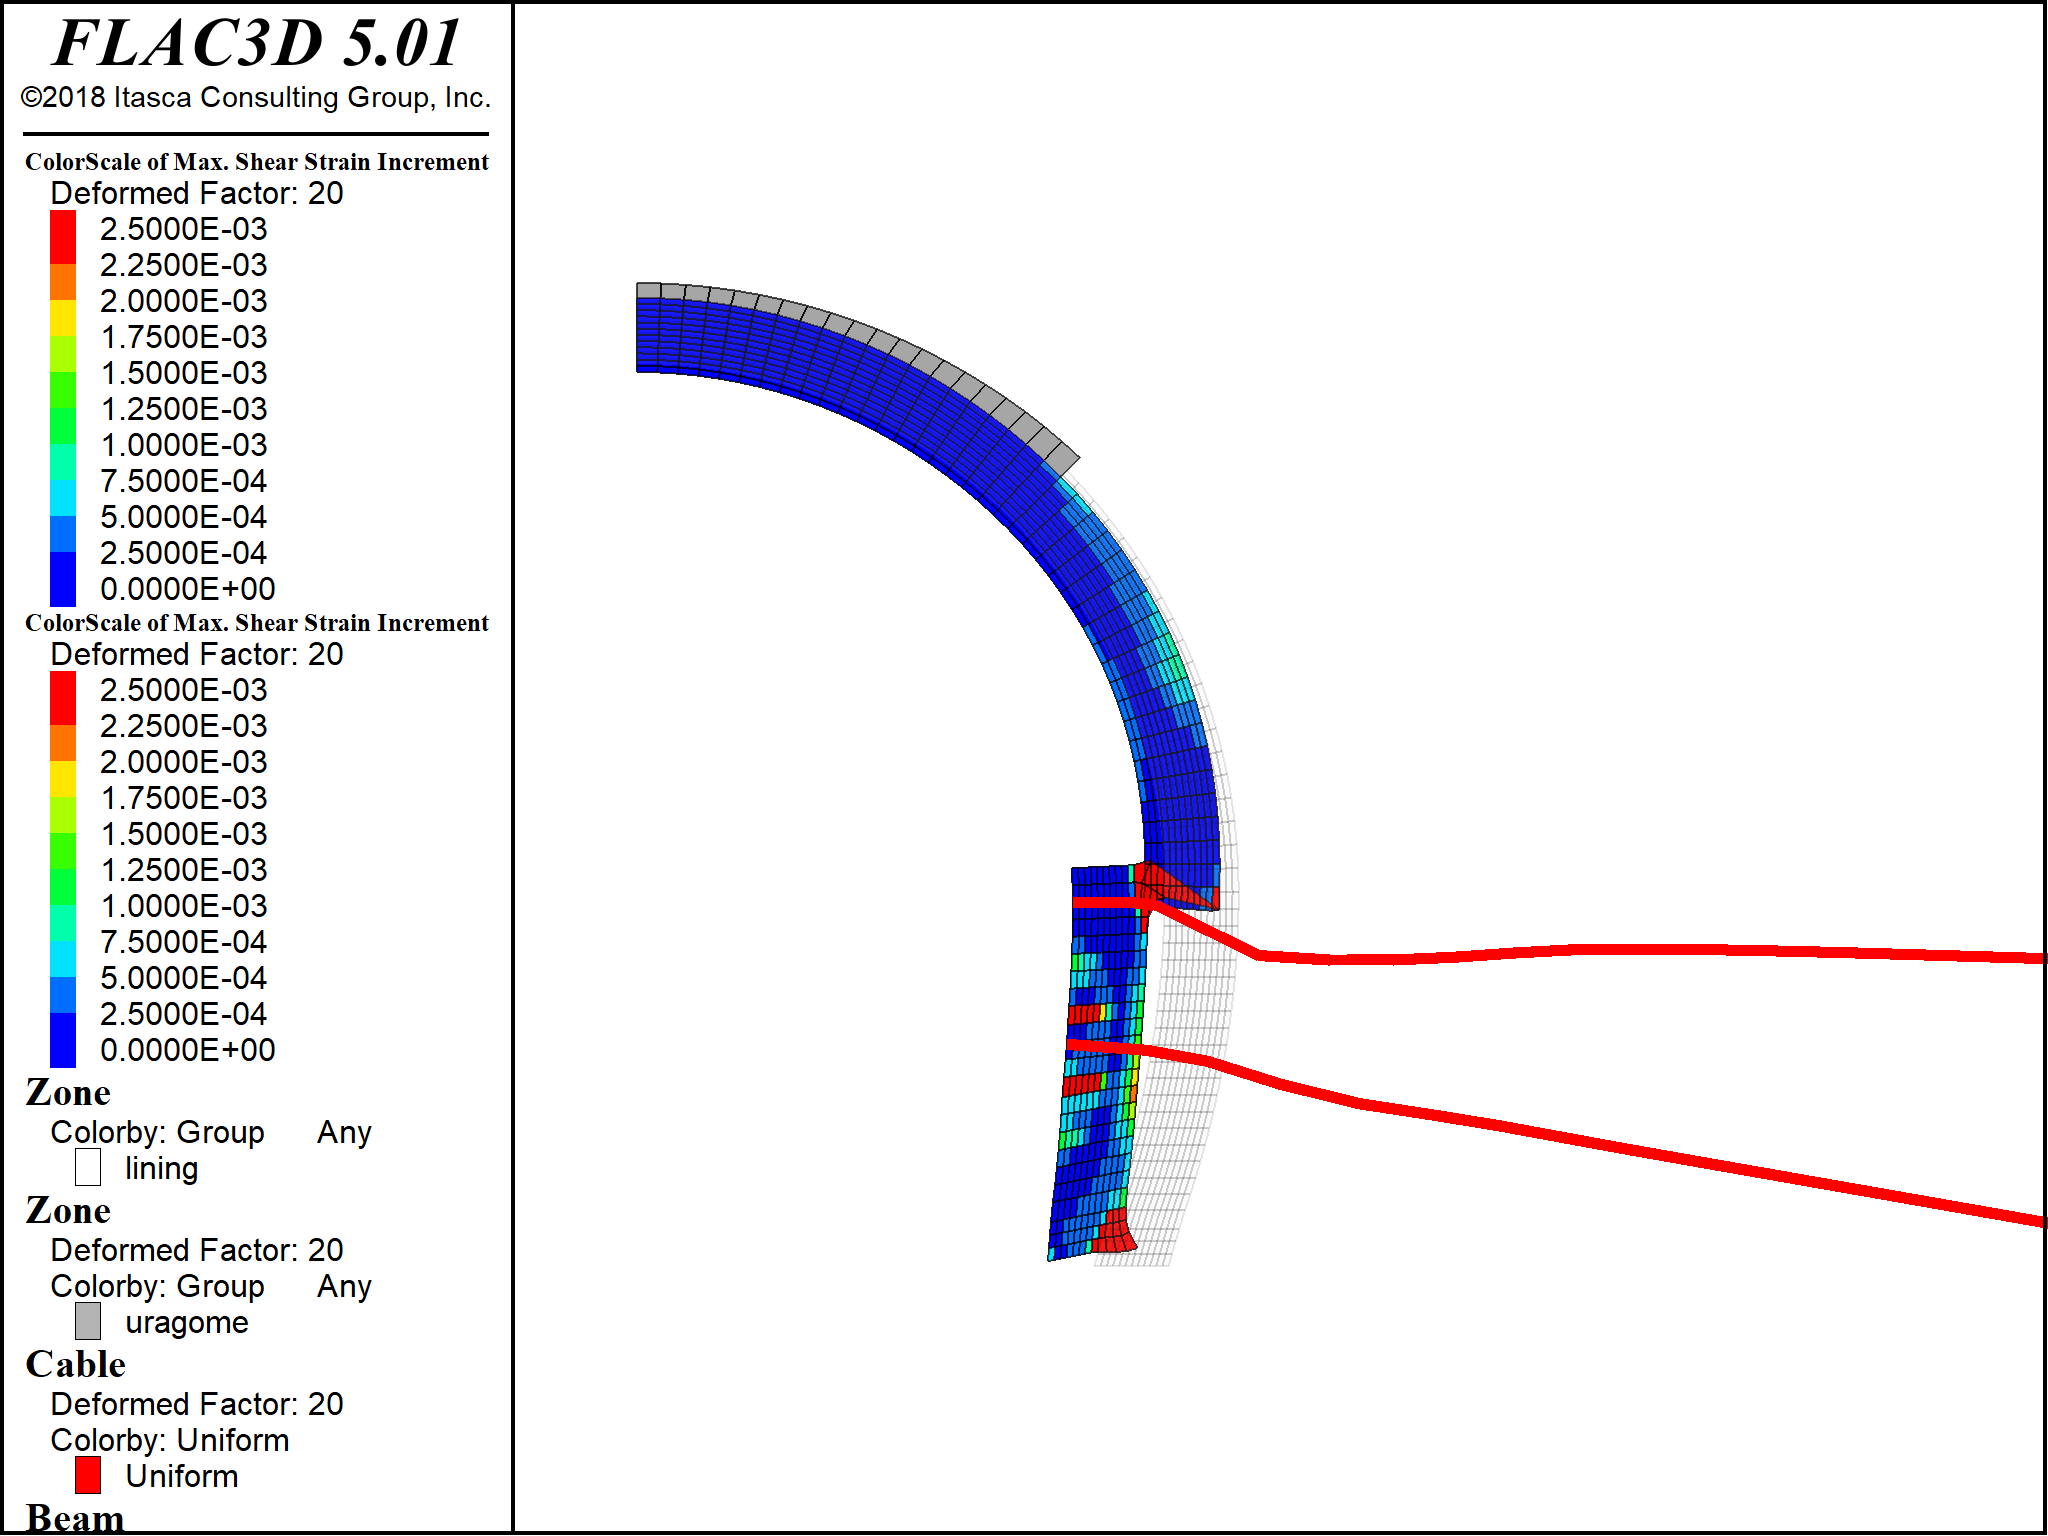 FLAC3D 5.01
©2018 Itasca Consulting Group, Inc.
ColorScale of Max. Shear Strain Increment
Deformed Factor: 20
2.5000E-03
2.2500E-03
2.0000E-03
1.7500E-03
1.5000E-03
1.2500E-03
1.0000E-03
7.5000E-04
5.0000E-04
2.5000E-04
0.0000E+00
ColorScale of Max. Shear Strain Increment
Deformed Factor: 20
2.5000E-03
2.2500E-03
2.0000E-03
1.7500E-03
1.5000E-03
1.2500E-03
1.0000E-03
7.5000E-04
5.0000E-04
2.5000E-04
0.0000E+00
Zone
Colorby: Group Any
lining
Zone
Deformed Factor: 20
Colorby: Group Any
uragome
Cable
Deformed Factor: 20
Colorby: Uniform
Uniform
Beam